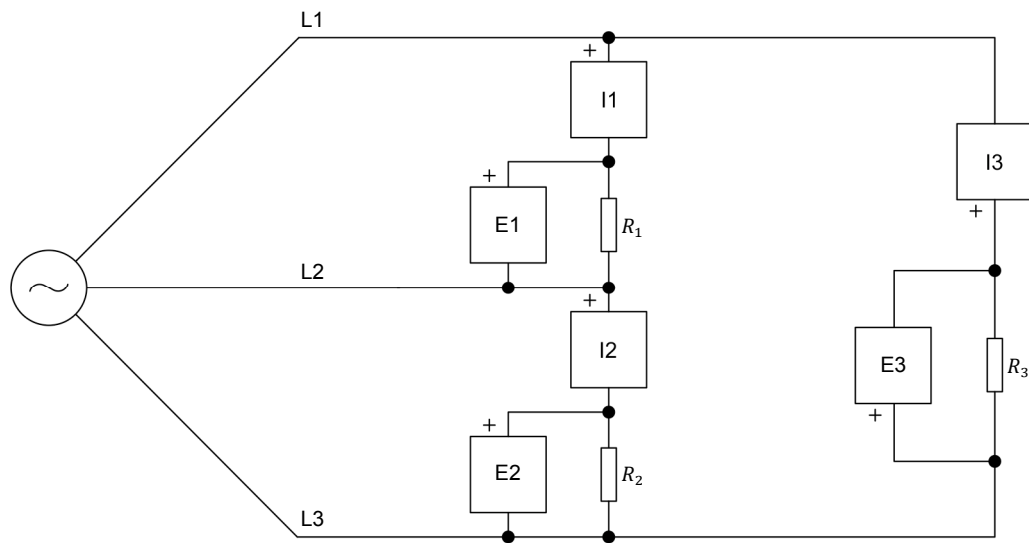 L1
+
I1
I3
+
+
E1
R₁
L2
+
I2
E3
R₃
+
+
E2
R₂
L3